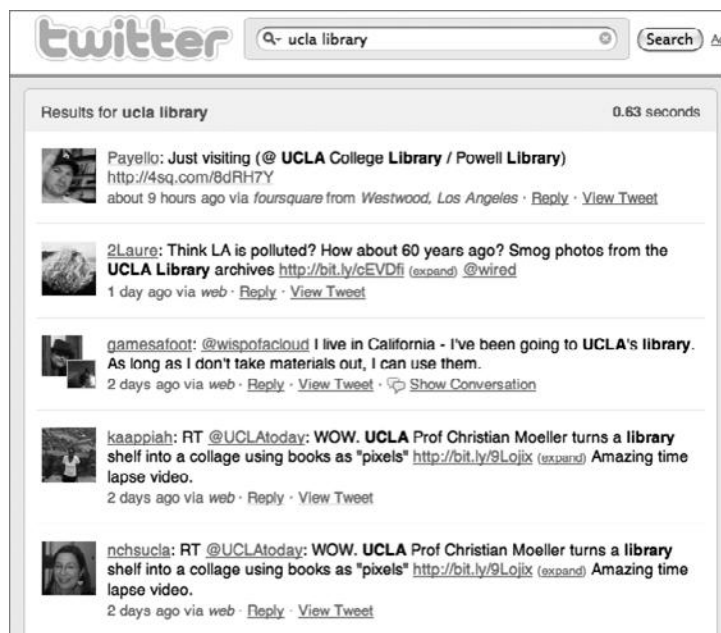 twitter
ucla library
Search
Results for ucla library
0.63 seconds
Payello: Just visiting (@ UCLA College Library / Powell Library)
http://4sq.com/8dRH7Y
about 9 hours ago via foursquare from Westwood, Los Angeles · Reply · View Tweet
2Laure: Think LA is polluted? How about 60 years ago? Smog photos from the
UCLA Library archives http://bit.ly/cEVDfi (expand) @wired
1 day ago via web · Reply · View Tweet
gamesafoot: @wispofacloud I live in California - I've been going to UCLA's library.
As long as I don't take materials out, I can use them.
2 days ago via web · Reply · View Tweet · Show Conversation
kaappiah: RT @UCLAtoday: WOW. UCLA Prof Christian Moeller turns a library
shelf into a collage using books as "pixels" http://bit.ly/9Lojix (expand) Amazing time
lapse video.
2 days ago via web · Reply · View Tweet
nchsucla: RT @UCLAtoday: WOW. UCLA Prof Christian Moeller turns a library
shelf into a collage using books as "pixels" http://bit.ly/9Lojix (expand) Amazing time
lapse video.
2 days ago via web · Reply · View Tweet